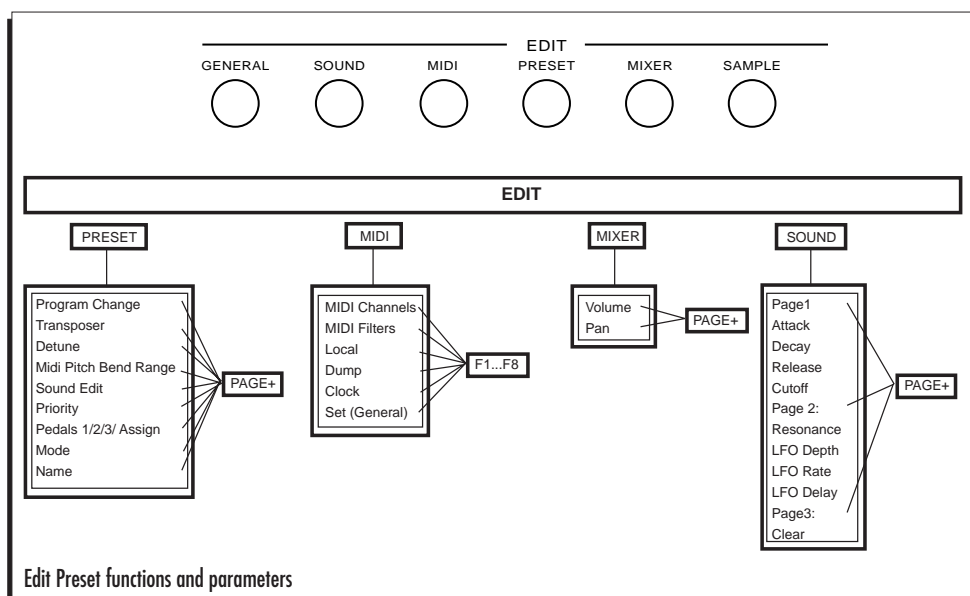 EDIT
GENERAL SOUND MIDI PRESET MIXER SAMPLE
EDIT
PRESET
Program Change
Transposer
Detune
Midi Pitch Bend Range
Sound Edit
Priority
Pedals 1/2/3/ Assign
Mode
Name
PAGE+
MIDI
MIDI Channels
MIDI Filters
Local
Dump
Clock
Set (General)
F1...F8
MIXER
Volume
Pan
PAGE+
SOUND
Page1
Attack
Decay
Release
Cutoff
Page 2:
Resonance
LFO Depth
LFO Rate
LFO Delay
Page3:
Clear
PAGE+
Edit Preset functions and parameters